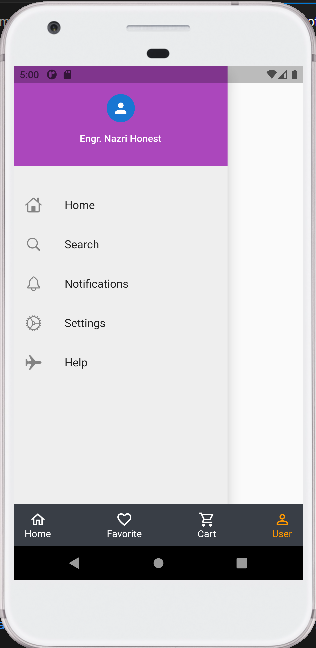 5:00
Engr. Nazri Honest
Home
Search
Notifications
Settings
Help
Home
Favorite
Cart
User